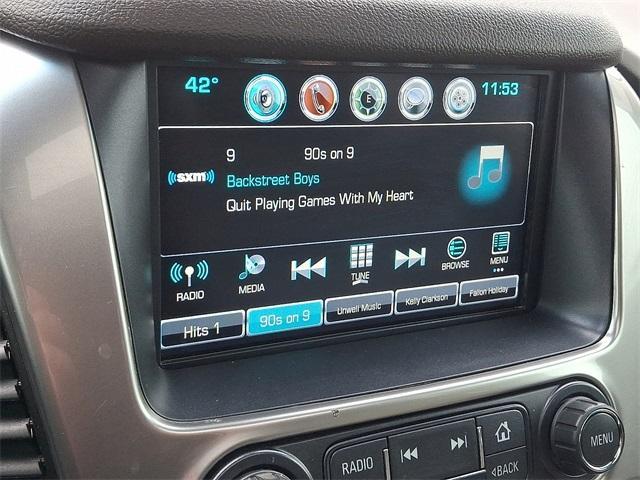 42°
E
11:53
((sxm))
9 90s on 9
Backstreet Boys
Quit Playing Games With My Heart
RADIO
MEDIA
TUNE
BROWSE
MENU
Hits 1
90s on 9
Unwell Music
Kelly Clarkson
Fallon Holiday
RADIO
BACK
MENU